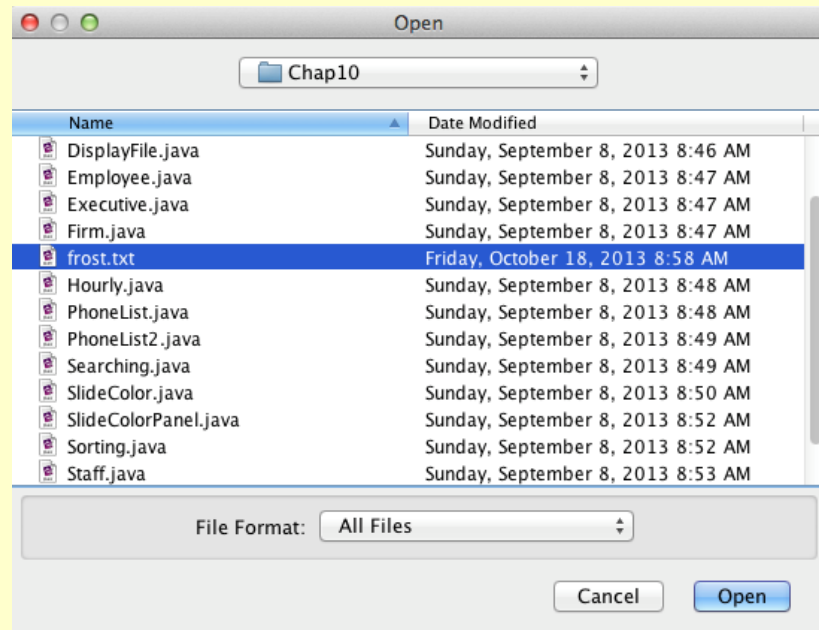 Open
Chap10
Name Date Modified
DisplayFile.java Sunday, September 8, 2013 8:46 AM
Employee.java Sunday, September 8, 2013 8:47 AM
Executive.java Sunday, September 8, 2013 8:47 AM
Firm.java Sunday, September 8, 2013 8:47 AM
frost.txt Friday, October 18, 2013 8:58 AM
Hourly.java Sunday, September 8, 2013 8:48 AM
PhoneList.java Sunday, September 8, 2013 8:48 AM
PhoneList2.java Sunday, September 8, 2013 8:49 AM
Searching.java Sunday, September 8, 2013 8:49 AM
SlideColor.java Sunday, September 8, 2013 8:50 AM
SlideColorPanel.java Sunday, September 8, 2013 8:52 AM
Sorting.java Sunday, September 8, 2013 8:52 AM
Staff.java Sunday, September 8, 2013 8:53 AM
File Format: All Files
Cancel Open